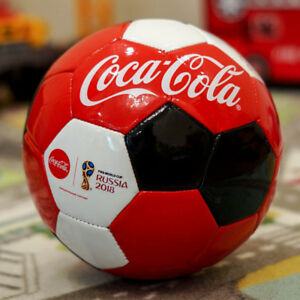 Coca-Cola
®
Coca-Cola
FIFA WORLD CUP
RUSSIA
2018